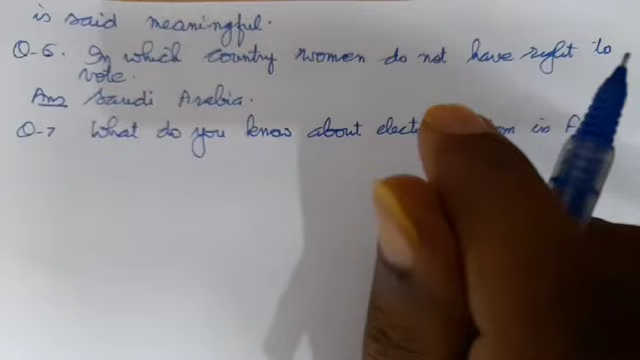 is said meaningful.
Q-6. In which country women do not have right to
vote.
Ans Saudi Arabia.
Q-7 What do you know about in